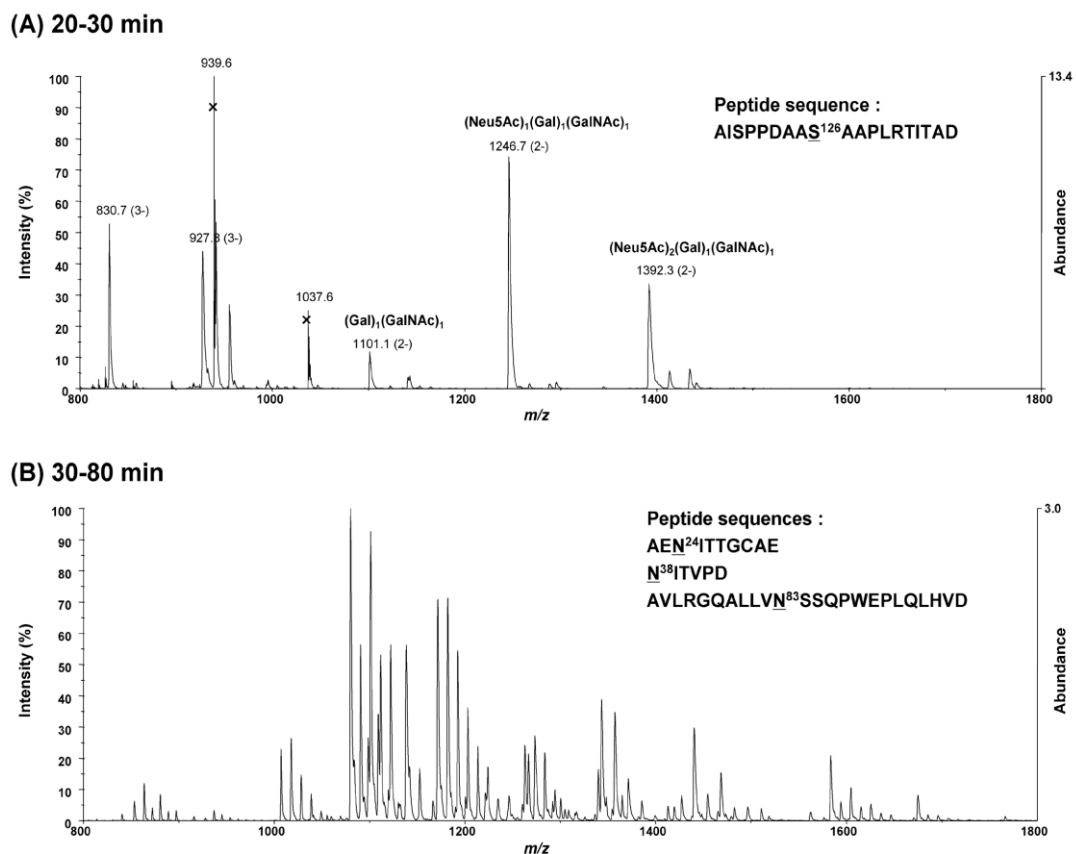 (A) 20-30 min
939.6
100
90
80
70
60
50
40
30
20
10
0
13.4
Intensity (%)
Abundance
×
×
830.7 (3-)
927.3 (3-)
1037.6
(Gal)₁(GalNAc)₁
1101.1 (2-)
(Neu5Ac)₁(Gal)₁(GalNAc)₁
1246.7 (2-)
(Neu5Ac)₂(Gal)₁(GalNAc)₁
1392.3 (2-)
Peptide sequence :
AISPPDAAS¹²⁶AAPLRTITAD
800 1000 1200 1400 1600 1800
m/z
(B) 30-80 min
100
90
80
70
60
50
40
30
20
10
0
3.0
Intensity (%)
Abundance
Peptide sequences :
AEN²⁴ITTGCAE
N³⁸ITVPD
AVLRGQALLVN⁸³SSQPWEPLQLHVD
800 1000 1200 1400 1600 1800
m/z